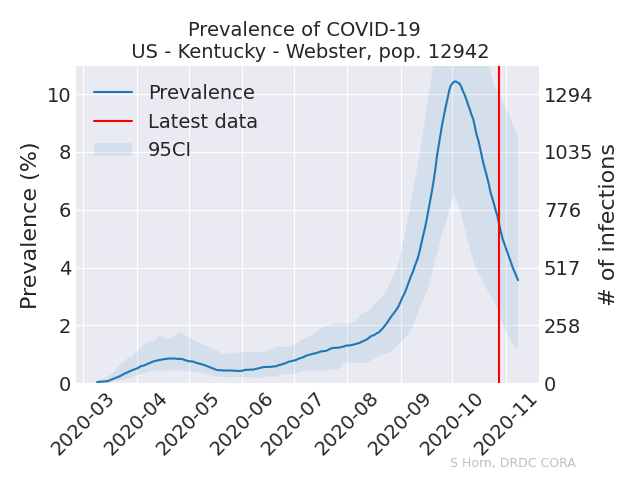 Prevalence of COVID-19
US - Kentucky - Webster, pop. 12942
Prevalence
Latest data
95CI
Prevalence (%)
10
8
6
4
2
0
1294
1035
776
517
258
0
# of infections
2020-03
2020-04
2020-05
2020-06
2020-07
2020-08
2020-09
2020-10
2020-11
S Horn, DRDC CORA